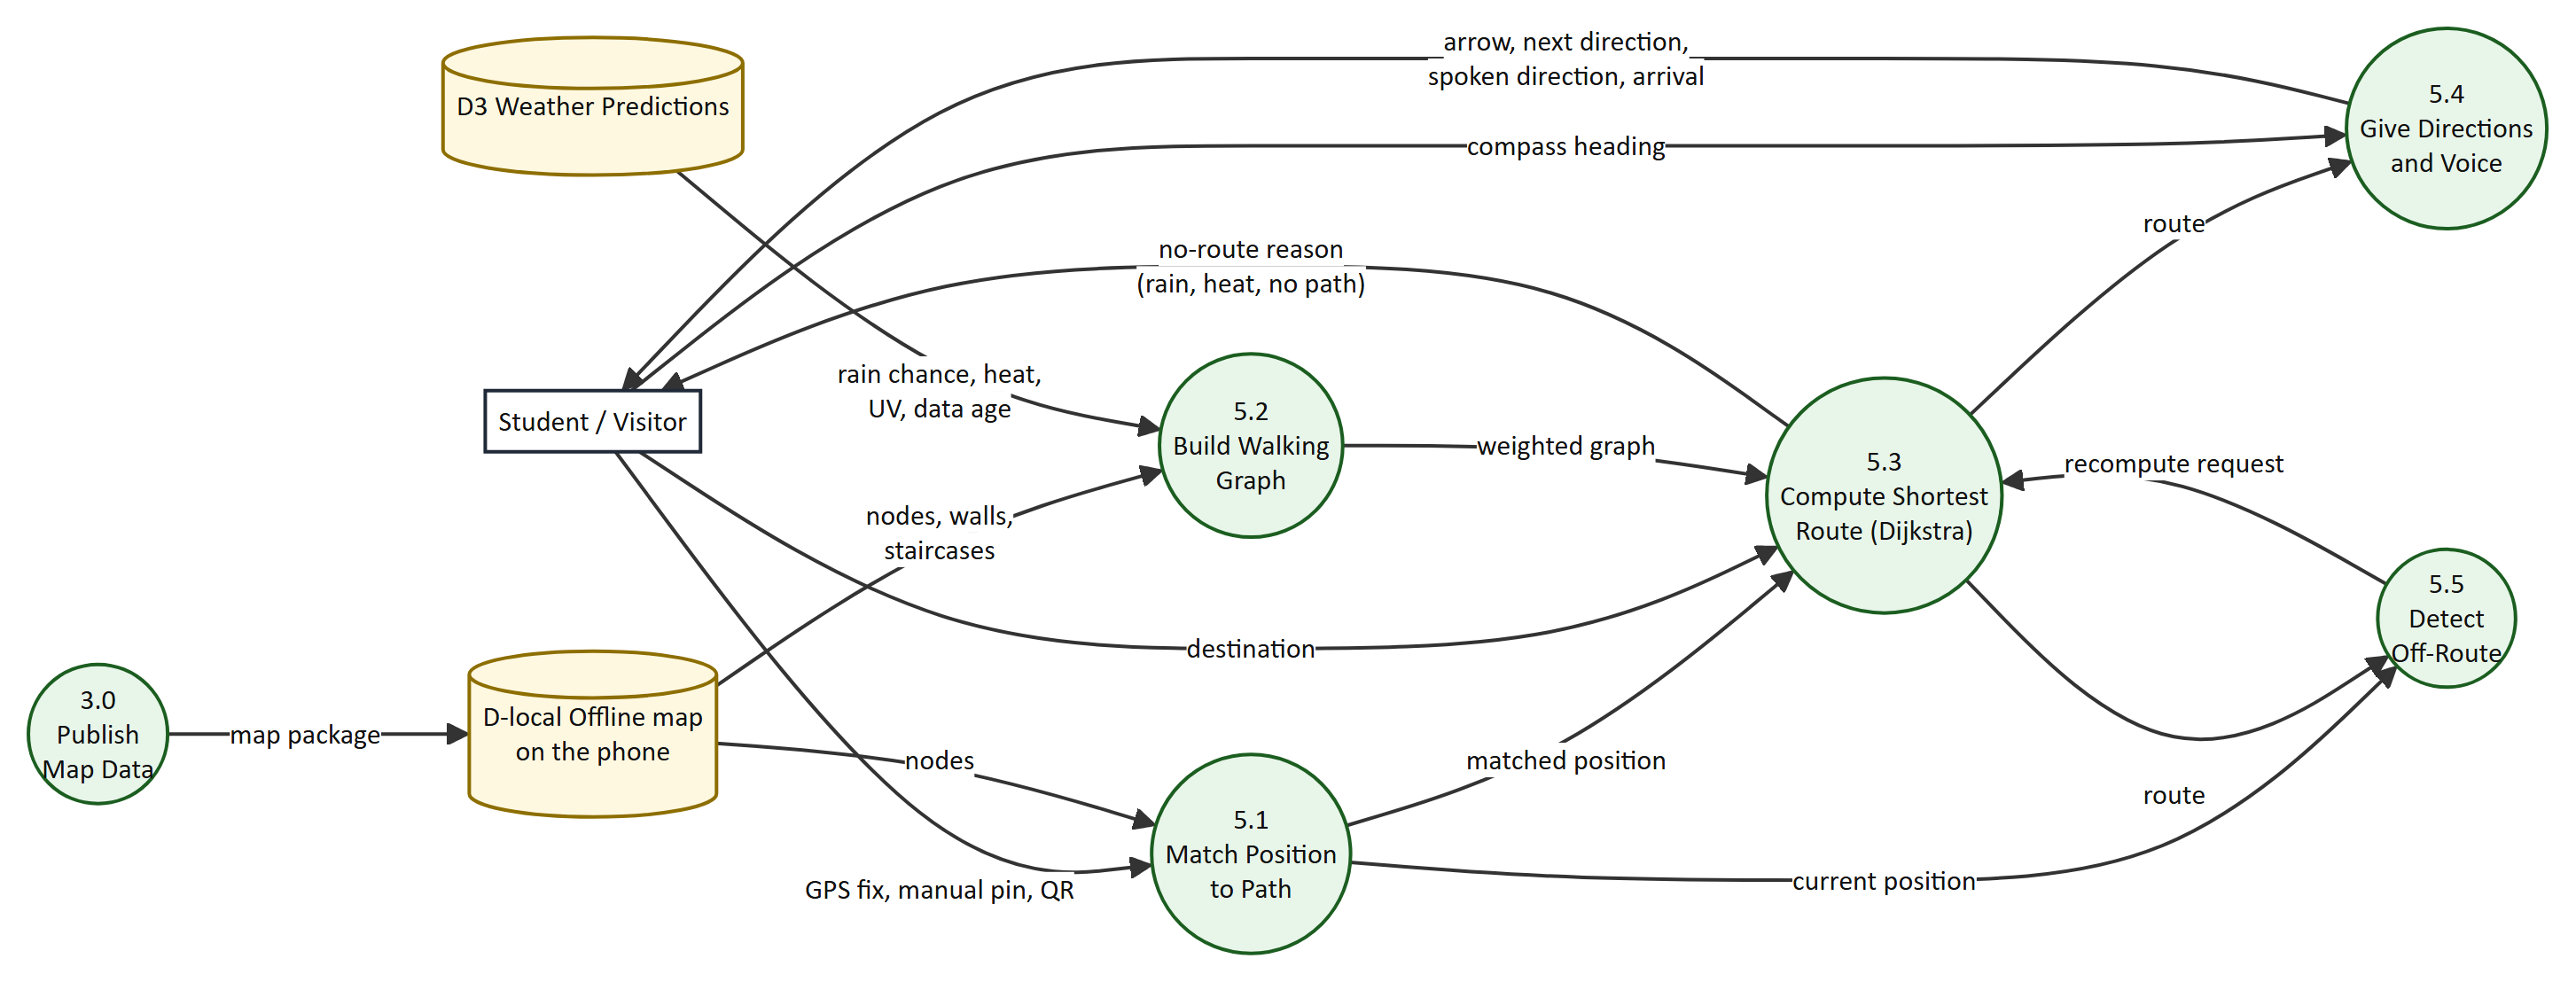 arrow, next direction,
spoken direction, arrival
5.4
Give Directions
and Voice
D3 Weather Predictions
compass heading
route
no-route reason
(rain, heat, no path)
rain chance, heat,
UV, data age
Student / Visitor
5.2
Build Walking
Graph
weighted graph
5.3
Compute Shortest
Route (Dijkstra)
recompute request
nodes, walls,
staircases
5.5
Detect
Off-Route
destination
3.0
Publish
Map Data
map package
D-local Offline map
on the phone
nodes
matched position
route
5.1
Match Position
to Path
GPS fix, manual pin, QR
current position